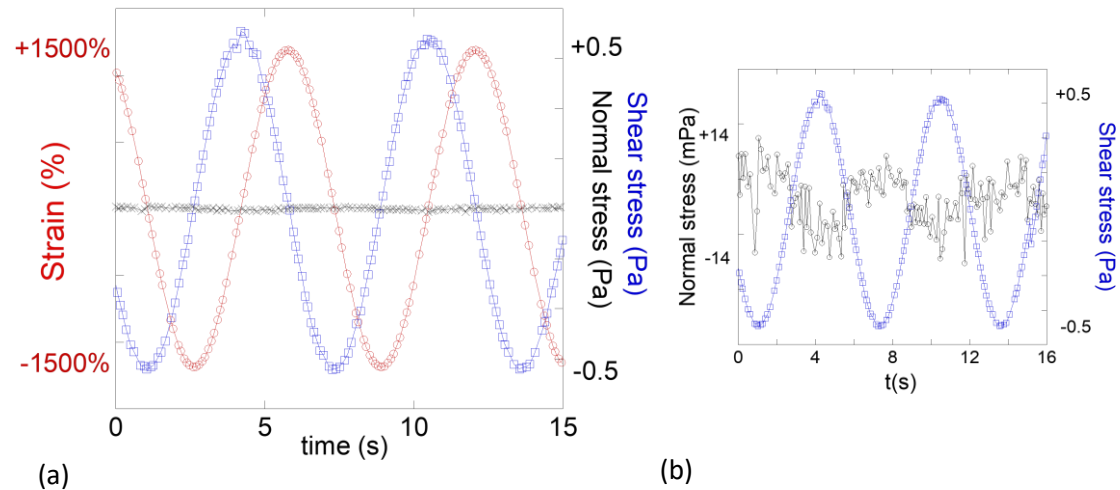 +1500%
Strain (%)
-1500%
0
5
10
15
time (s)
+0.5
Normal stress (Pa)
Shear stress (Pa)
-0.5
(a)
Normal stress (mPa)
+14
-14
0
4
8
12
16
t(s)
+0.5
Shear stress (Pa)
-0.5
(b)